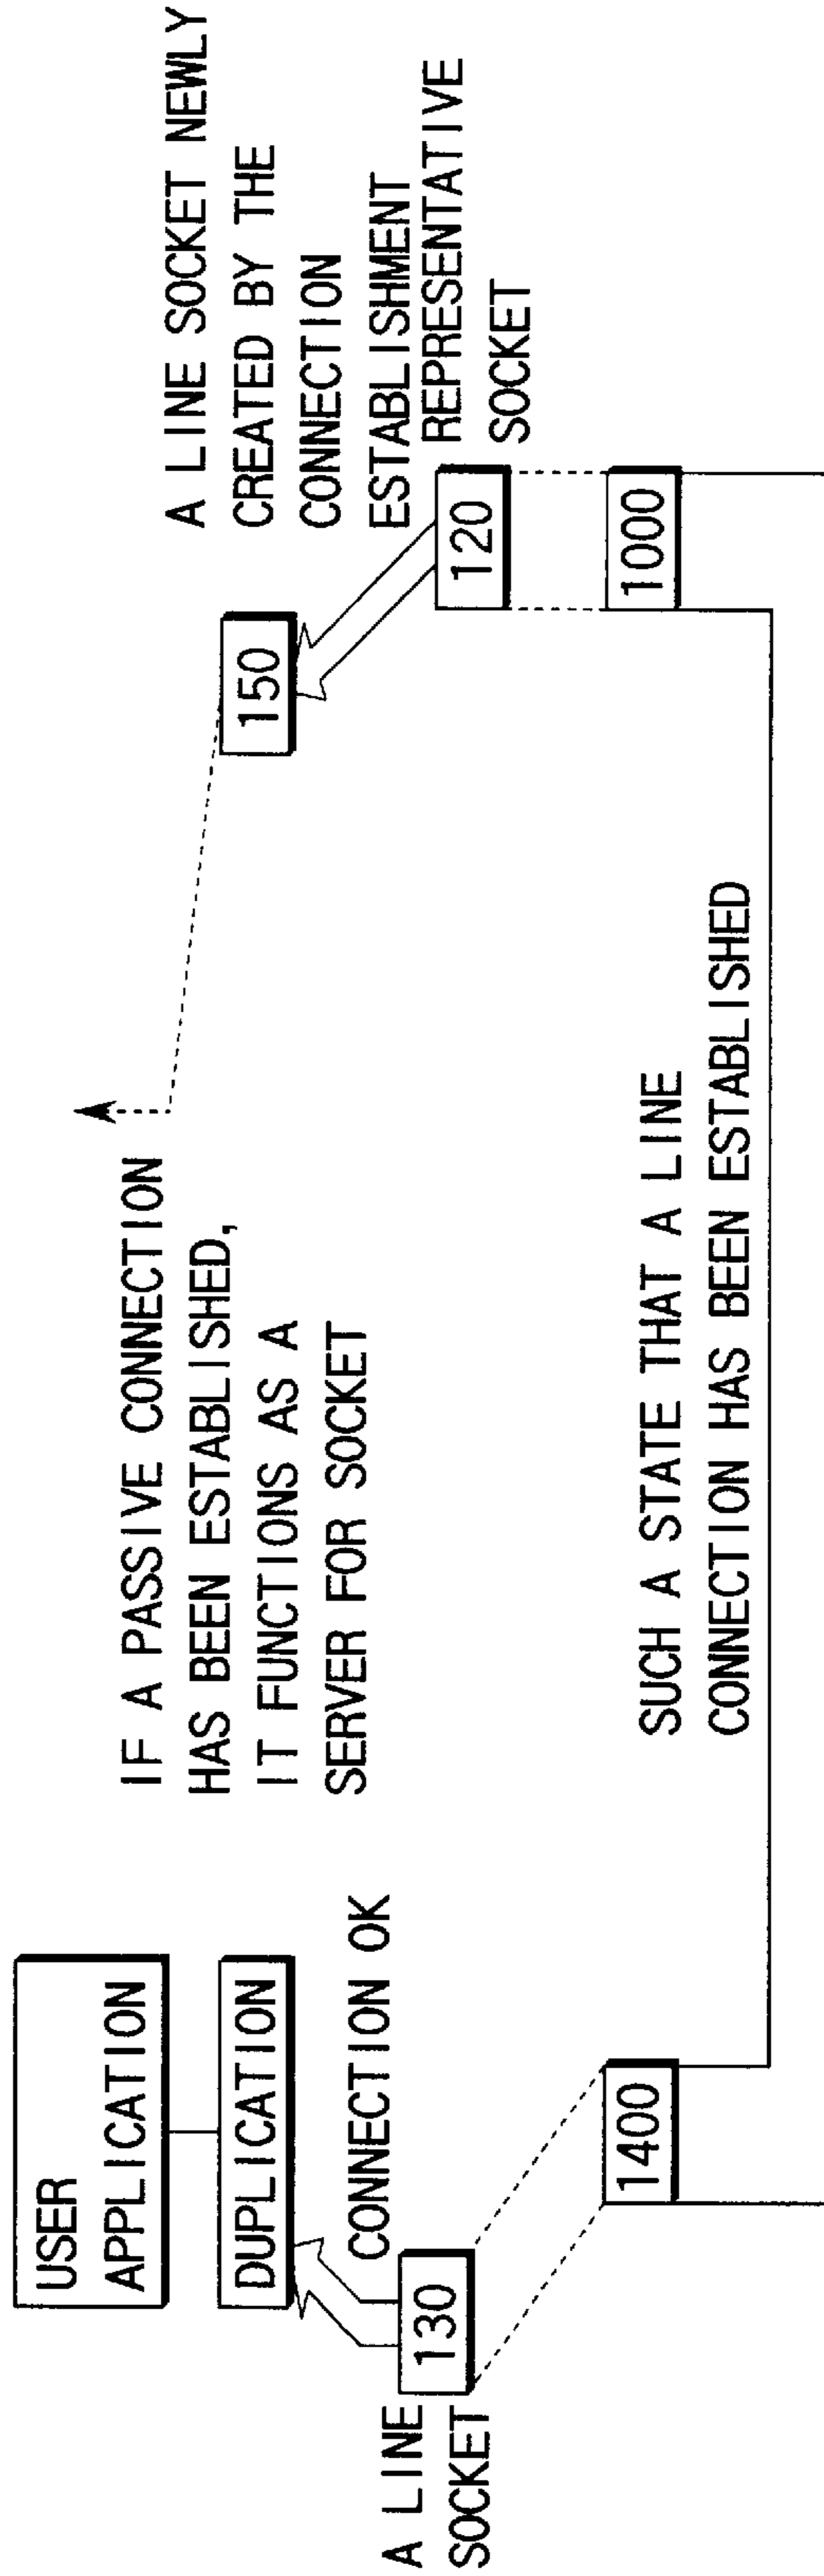 USER
APPLICATION
DUPLICATION
CONNECTION OK
A LINE
SOCKET
130
1400
IF A PASSIVE CONNECTION
HAS BEEN ESTABLISHED,
IT FUNCTIONS AS A
SERVER FOR SOCKET
SUCH A STATE THAT A LINE
CONNECTION HAS BEEN ESTABLISHED
A LINE SOCKET NEWLY
CREATED BY THE
CONNECTION
ESTABLISHMENT
REPRESENTATIVE
SOCKET
150
120
1000